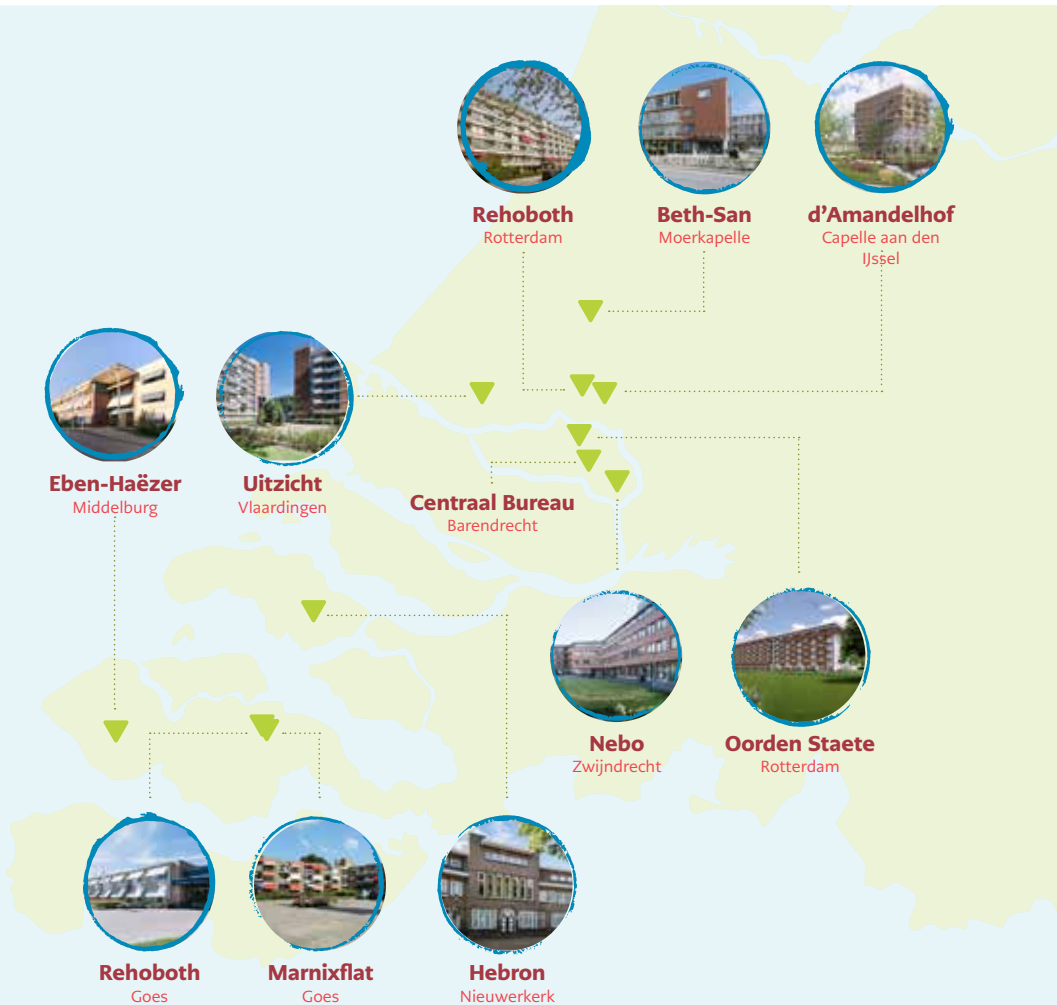 Rehoboth
Rotterdam
Beth-San
Moerkapelle
d'Amandelhof
Capelle aan den
IJssel
Eben-Haëzer
Middelburg
Uitzicht
Vlaardingen
Centraal Bureau
Barendrecht
Nebo
Zwijndrecht
Oorden Staete
Rotterdam
Rehoboth
Goes
Marnixflat
Goes
Hebron
Nieuwerkerk